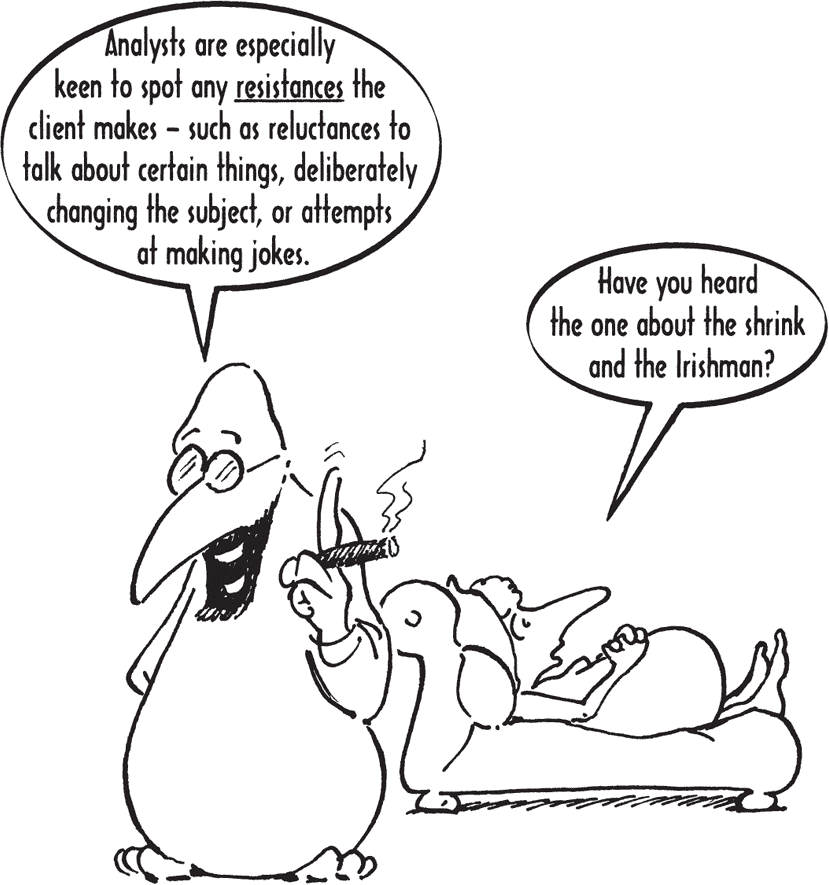 Analysts are especially
keen to spot any resistances the
client makes – such as reluctances to
talk about certain things, deliberately
changing the subject, or attempts
at making jokes.
Have you heard
the one about the shrink
and the Irishman?